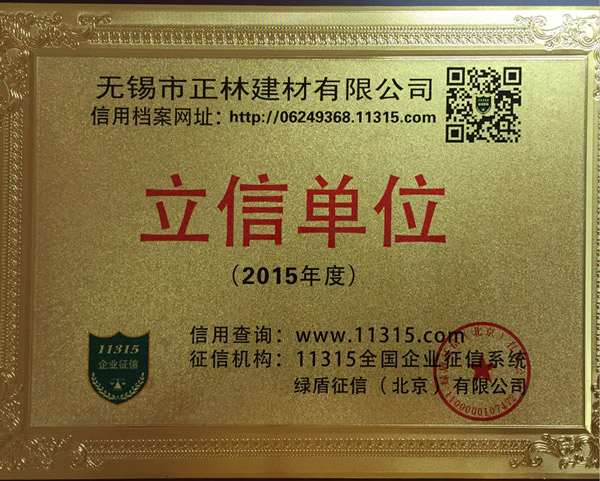 无锡市正林建材有限公司
信用档案网址：http://06249368.11315.com
立信单位
（2015年度）
信用查询：www.11315.com
征信机构：11315全国企业征信系统
绿盾征信（北京）有限公司
11315
企业征信